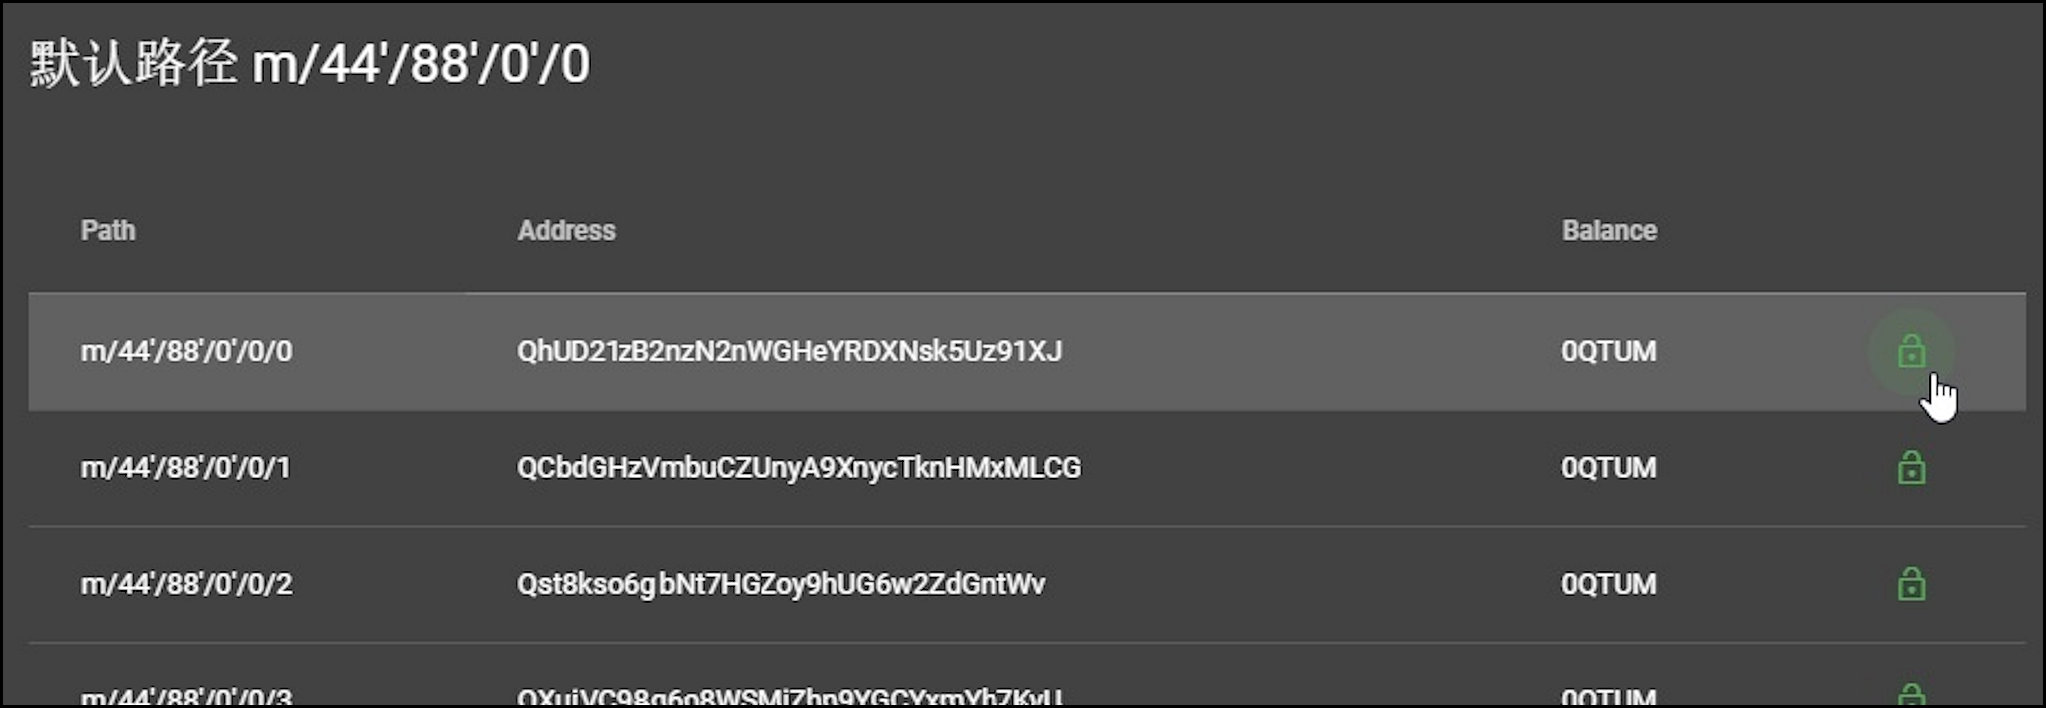 默认路径 m/44'/88'/0'/0
Path Address Balance
m/44'/88'/0'/0/0 QhUD21zB2nzN2nWGHeYRDXNsk5Uz91XJ 0QTUM
m/44'/88'/0'/0/1 QCbdGHzVmbuCZUnyA9XnycTknHMxMLCG 0QTUM
m/44'/88'/0'/0/2 Qst8kso6gbNt7HGZoy9hUG6w2ZdGntWv 0QTUM
m/44'/88'/0'/0/3 0QTUM